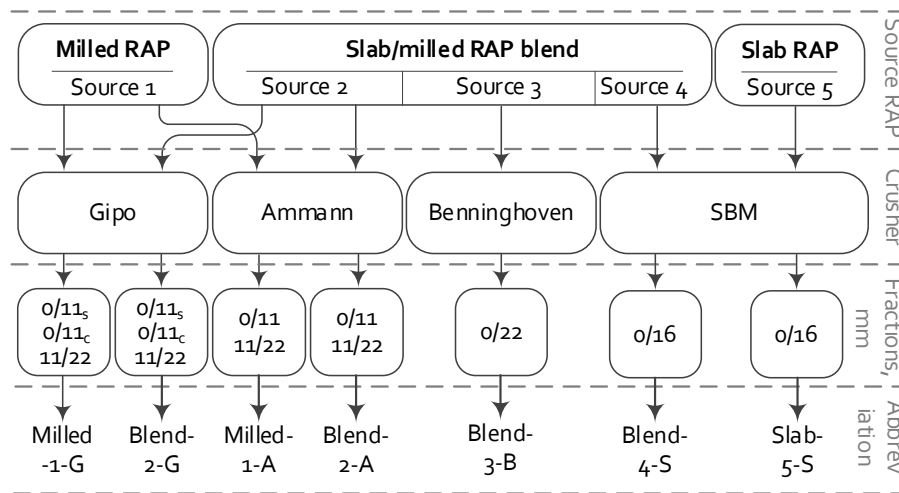 Milled RAP
Slab/milled RAP blend
Slab RAP
Source 1
Source 2
Source 3
Source 4
Source 5
Source RAP
Gipo
Ammann
Benninghoven
SBM
Crusher
0/11s
0/11c
11/22
0/11s
0/11c
11/22
0/11
11/22
0/11
11/22
0/22
0/16
0/16
Fractions,
mm
Milled
-1-G
Blend-
2-G
Milled-
1-A
Blend-
2-A
Blend-
3-B
Blend-
4-S
Slab-
5-S
Abbrev
iation